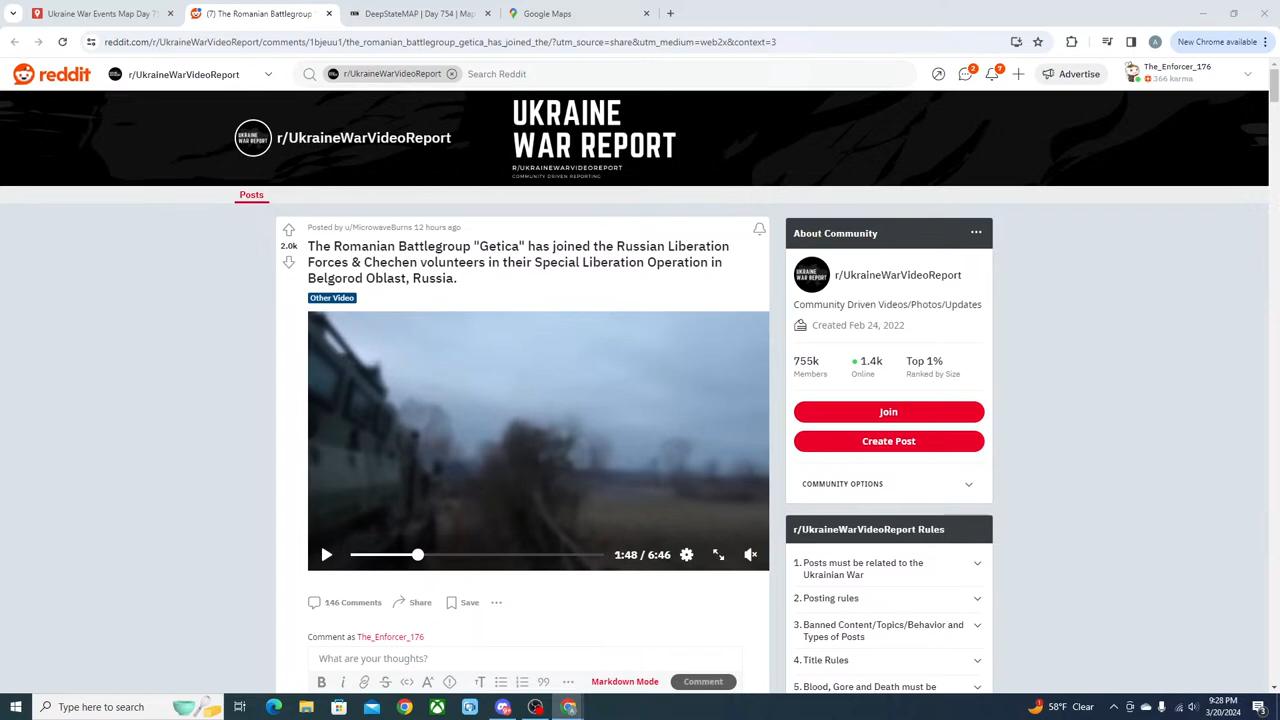 Ukraine War Events Map Day 7
(7) The Romanian Battlegroup
DeepStateMAP | Day 754 | Map
Google Maps
reddit.com/r/UkraineWarVideoReport/comments/1bjeuu1/the_romanian_battlegroup_getica_has_joined_the/?utm_source=share&utm_medium=web2x&context=3
A
New Chrome available
reddit
r/UkraineWarVideoReport
r/UkraineWarVideoReport
Search Reddit
2
7
Advertise
The_Enforcer_176
366 karma
UKRAINE
WAR REPORT
R/UKRAINEWARVIDEOREPORT
COMMUNITY DRIVEN REPORTING
UKRAINE
WAR REPORT
r/UkraineWarVideoReport
Posts
Posted by u/MicrowaveBurns 12 hours ago
2.0k
The Romanian Battlegroup "Getica" has joined the Russian Liberation
Forces & Chechen volunteers in their Special Liberation Operation in
Belgorod Oblast, Russia.
Other Video
1:48 / 6:46
146 Comments
Share
Save
Comment as The_Enforcer_176
What are your thoughts?
Markdown Mode
Comment
About Community
r/UkraineWarVideoReport
Community Driven Videos/Photos/Updates
Created Feb 24, 2022
755k
1.4k
Top 1%
Members
Online
Ranked by Size
Join
Create Post
COMMUNITY OPTIONS
r/UkraineWarVideoReport Rules
1. Posts must be related to the
Ukrainian War
2. Posting rules
3. Banned Content/Topics/Behavior and
Types of Posts
4. Title Rules
5. Blood, Gore and Death must be
Type here to search
58°F Clear
9:28 PM
3/20/2024